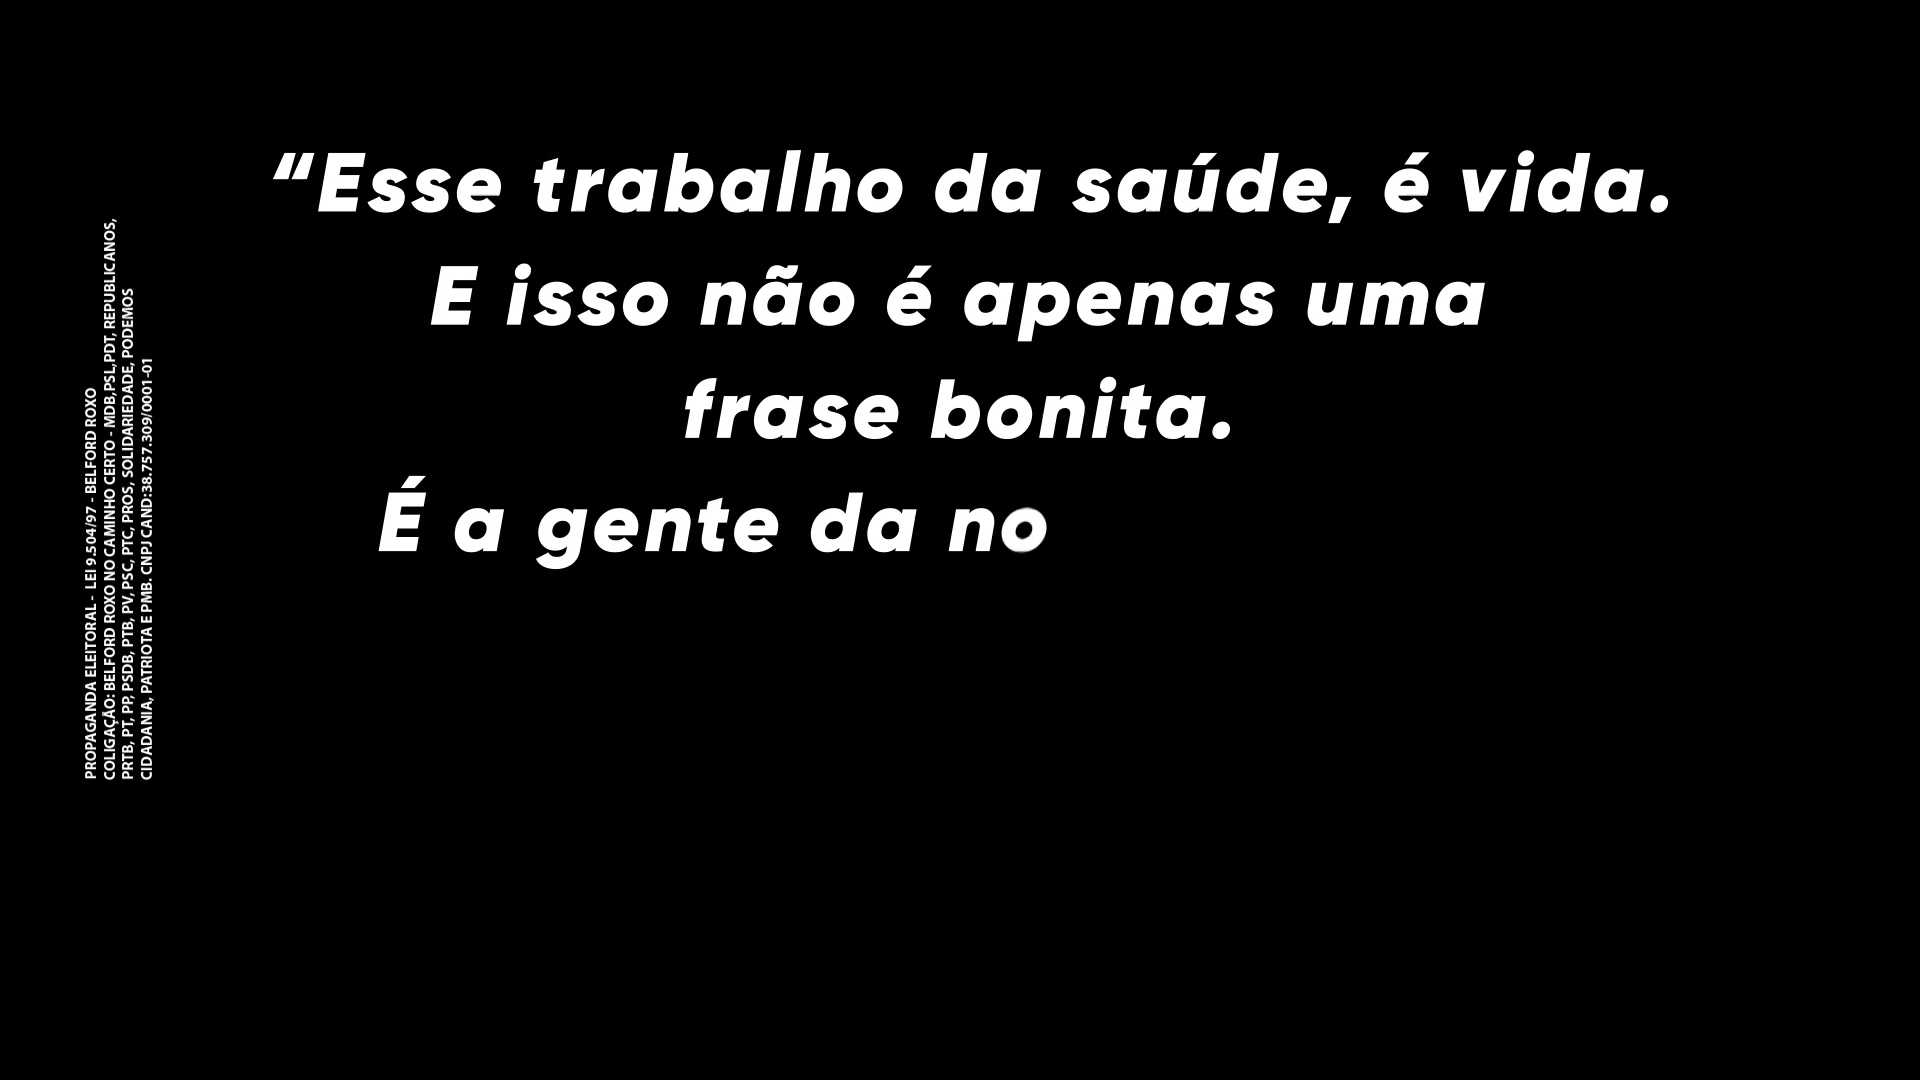 “Esse trabalho da saúde, é vida.
E isso não é apenas uma
frase bonita.
É a gente da no
PROPAGANDA ELEITORAL - LEI 9.504/97 - BELFORD ROXO
COLIGAÇÃO: BELFORD ROXO NO CAMINHO CERTO - MDB,PSL,PDT, REPUBLICANOS,
PRTB, PT, PP, PSDB, PTB, PV, PSC, PTC, PROS, SOLIDARIEDADE, PODEMOS
CIDADANIA, PATRIOTA E PMB. CNPJ CAND:38.757.309/0001-01